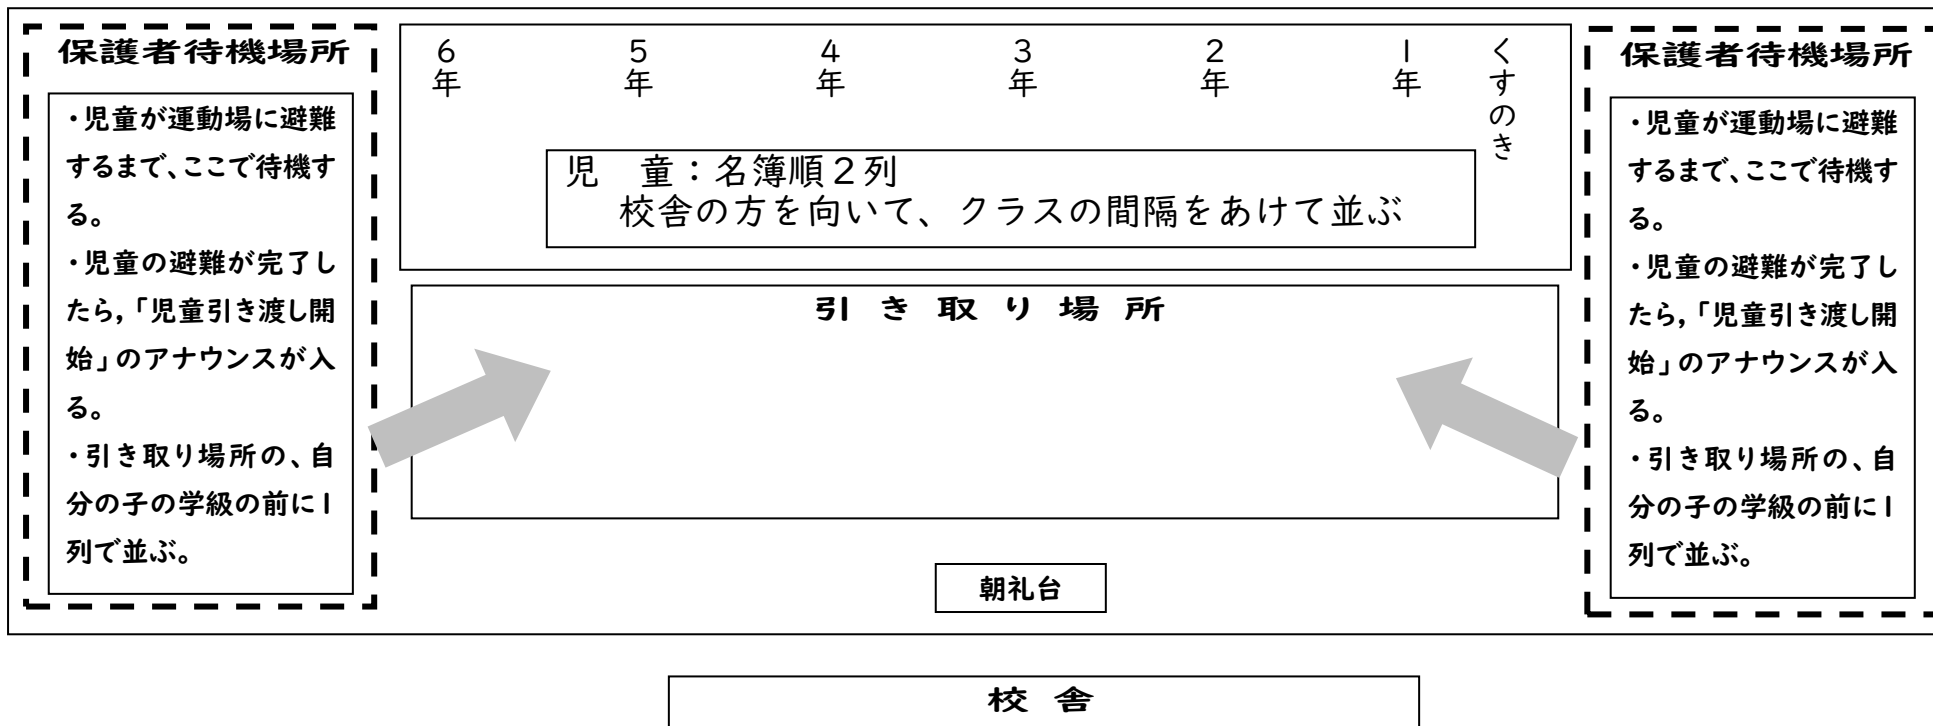 保護者待機場所
・児童が運動場に避難
するまで、ここで待機す
る。
・児童の避難が完了し
たら,「児童引き渡し開
始」のアナウンスが入
る。
・引き取り場所の、自
分の子の学級の前に1
列で並ぶ。
6年
5年
4年
3年
2年
1年
くすのき
児　童：名簿順２列
校舎の方を向いて、クラスの間隔をあけて並ぶ
引き取り場所
朝礼台
保護者待機場所
・児童が運動場に避難
するまで、ここで待機す
る。
・児童の避難が完了し
たら,「児童引き渡し開
始」のアナウンスが入
る。
・引き取り場所の、自
分の子の学級の前に1
列で並ぶ。
校舎